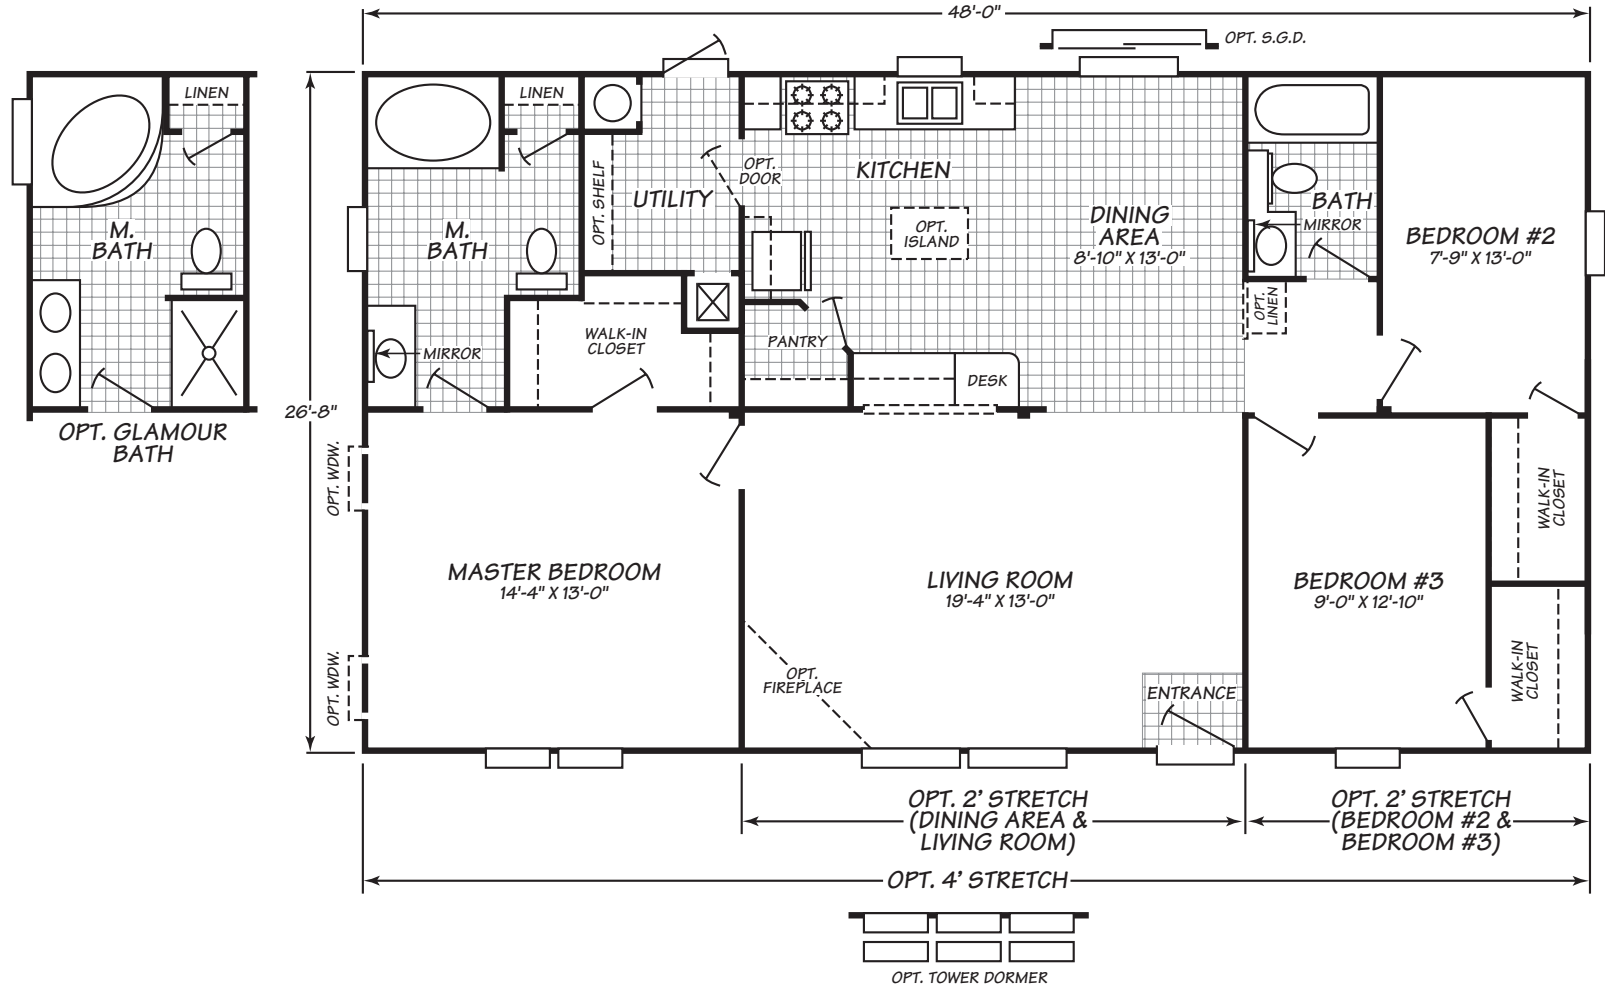 48'-0"
OPT. S.G.D.
LINEN
M.
BATH
OPT. GLAMOUR
BATH
26'-8"
LINEN
M.
BATH
MIRROR
OPT. SHELF
UTILITY
OPT.
DOOR
WALK-IN
CLOSET
KITCHEN
OPT.
ISLAND
PANTRY
DESK
DINING
AREA
8'-10" X 13'-0"
BATH
MIRROR
OPT.
LINEN
BEDROOM #2
7'-9" X 13'-0"
OPT. WDW.
OPT. WDW.
MASTER BEDROOM
14'-4" X 13'-0"
LIVING ROOM
19'-4" X 13'-0"
OPT.
FIREPLACE
ENTRANCE
BEDROOM #3
9'-0" X 12'-10"
WALK-IN
CLOSET
WALK-IN
CLOSET
OPT. 2' STRETCH
(DINING AREA &
LIVING ROOM)
OPT. 2' STRETCH
(BEDROOM #2 &
BEDROOM #3)
OPT. 4' STRETCH
OPT. TOWER DORMER